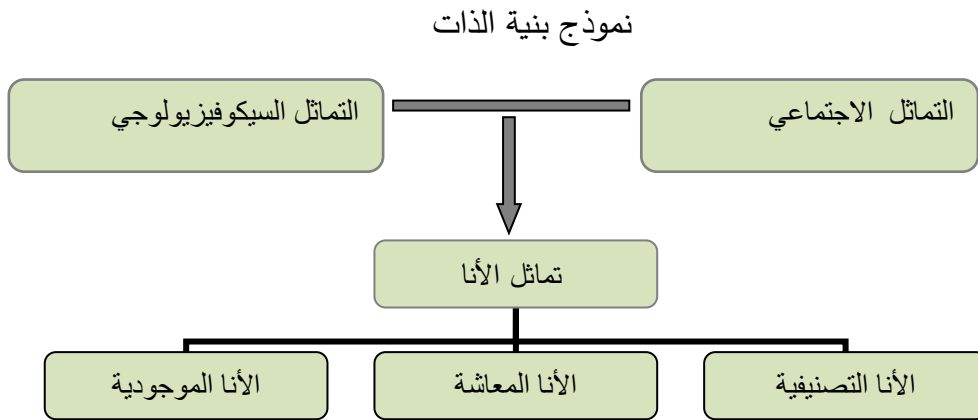 نموذج بنية الذات
التماثل الاجتماعي
التماثل السيكوفيزيولوجي
تماثل الأنا
الأنا التصنيفية
الأنا المعاشة
الأنا الموجودية